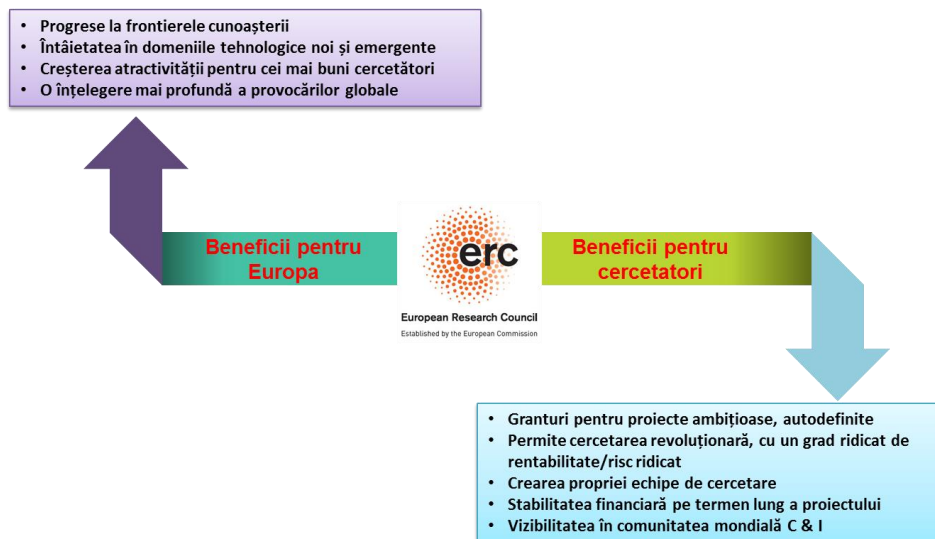 • Progrese la frontierele cunoașterii
• Întâietatea în domeniile tehnologice noi și emergente
• Creșterea atractivității pentru cei mai buni cercetători
• O înțelegere mai profundă a provocărilor globale
Beneficii pentru
Europa
erc
European Research Council
Established by the European Commission
Beneficii pentru
cercetatori
• Granturi pentru proiecte ambițioase, autodefinite
• Permite cercetarea revoluționară, cu un grad ridicat de
rentabilitate/risc ridicat
• Crearea propriei echipe de cercetare
• Stabilitatea financiară pe termen lung a proiectului
• Vizibilitatea în comunitatea mondială C & I